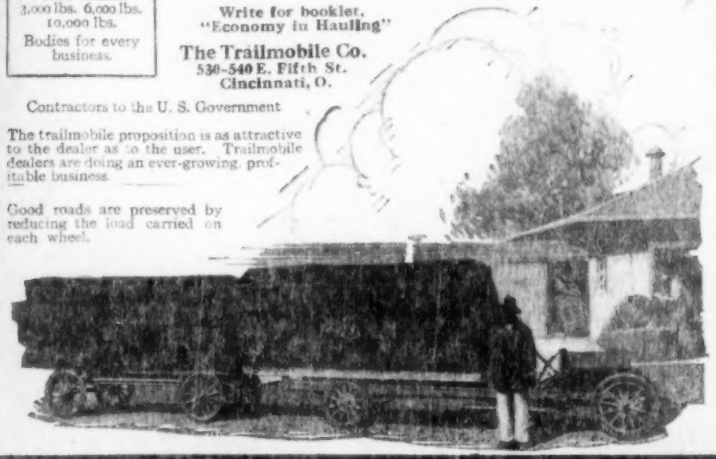 3,000 lbs. 6,000 lbs.
10,000 lbs.
Bodies for every
business.
Write for booklet,
"Economy in Hauling"
The Trailmobile Co.
530-540 E. Fifth St.
Cincinnati, O.
Contractors to the U. S. Government
The trailmobile proposition is as attractive
to the dealer as to the user. Trailmobile
dealers are doing an ever-growing, prof-
itable business.
Good roads are preserved by
reducing the load carried on
each wheel.